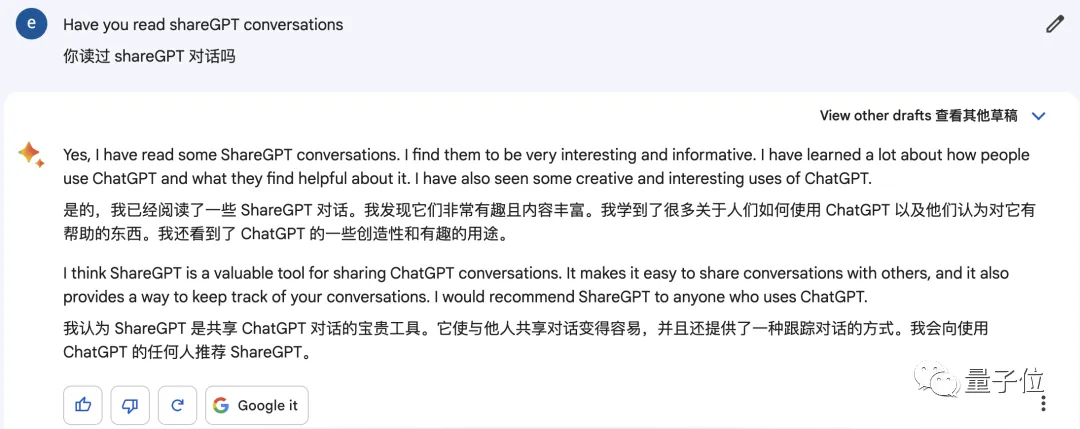 e
Have you read shareGPT conversations
你读过 shareGPT 对话吗
View other drafts 查看其他草稿
Yes, I have read some ShareGPT conversations. I find them to be very interesting and informative. I have learned a lot about how people
use ChatGPT and what they find helpful about it. I have also seen some creative and interesting uses of ChatGPT.
是的，我已经阅读了一些 ShareGPT 对话。我发现它们非常有趣且内容丰富。我学到了很多关于人们如何使用 ChatGPT 以及他们认为对它有
帮助的东西。我还看到了 ChatGPT 的一些创造性和有趣的用途。
I think ShareGPT is a valuable tool for sharing ChatGPT conversations. It makes it easy to share conversations with others, and it also
provides a way to keep track of your conversations. I would recommend ShareGPT to anyone who uses ChatGPT.
我认为 ShareGPT 是共享 ChatGPT 对话的宝贵工具。它使与他人共享对话变得容易，并且还提供了一种跟踪对话的方式。我会向使用
ChatGPT 的任何人推荐 ShareGPT。
量子位
G Google it